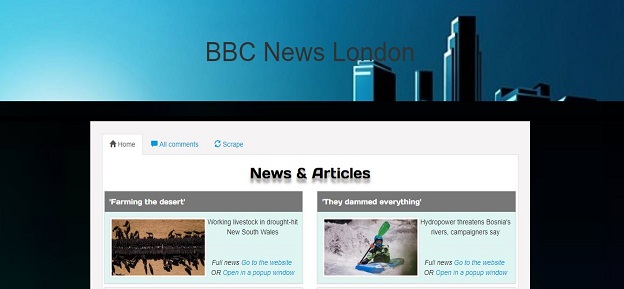 BBC News London
Home All comments Scrape
News & Articles
'Farming the desert'
Working livestock in drought-hit
New South Wales
Full news Go to the website
OR Open in a popup window
'They dammed everything'
Hydropower threatens Bosnia's
rivers, campaigners say
Full news Go to the website
OR Open in a popup window